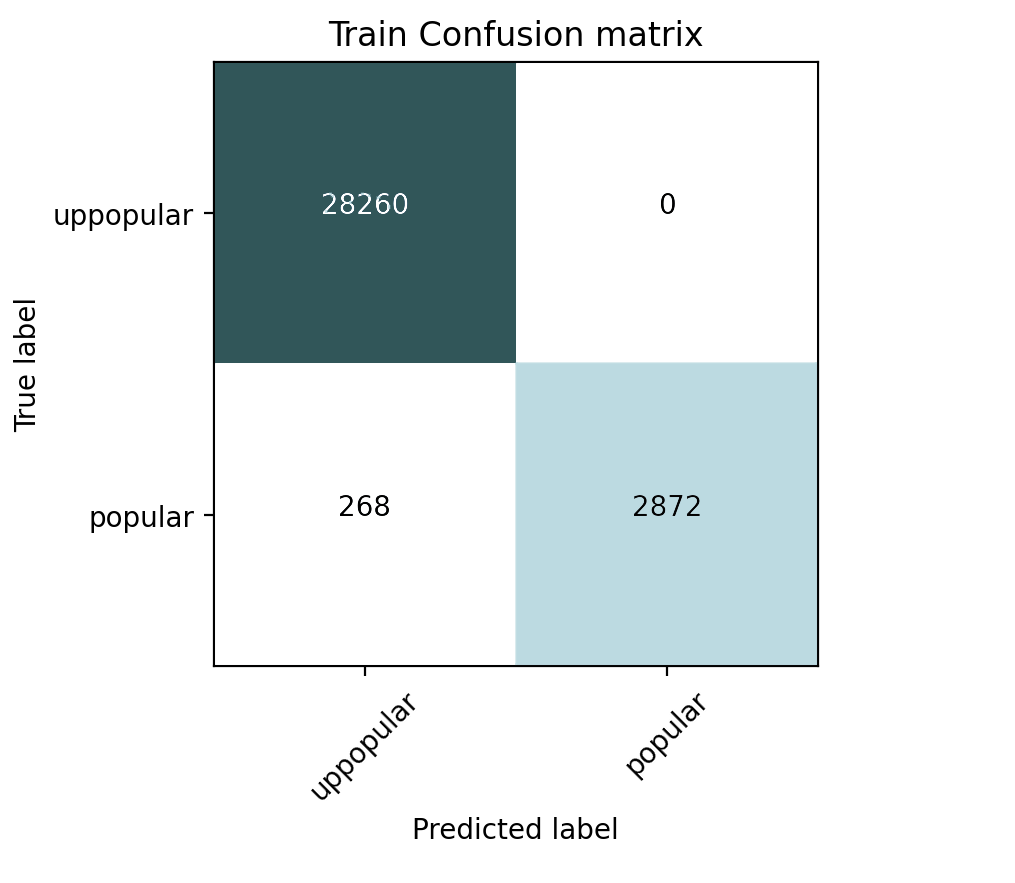 Train Confusion matrix
uppopular
28260
0
True label
popular
268
2872
uppopular
popular
Predicted label